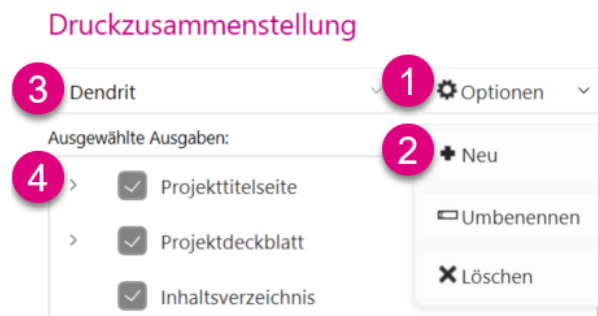 Druckzusammenstellung
3 Dendrit
1 Optionen
Ausgewählte Ausgaben:
2 Neu
4 Projekttitelseite
Umbenennen
Projektdeckblatt
Löschen
Inhaltsverzeichnis